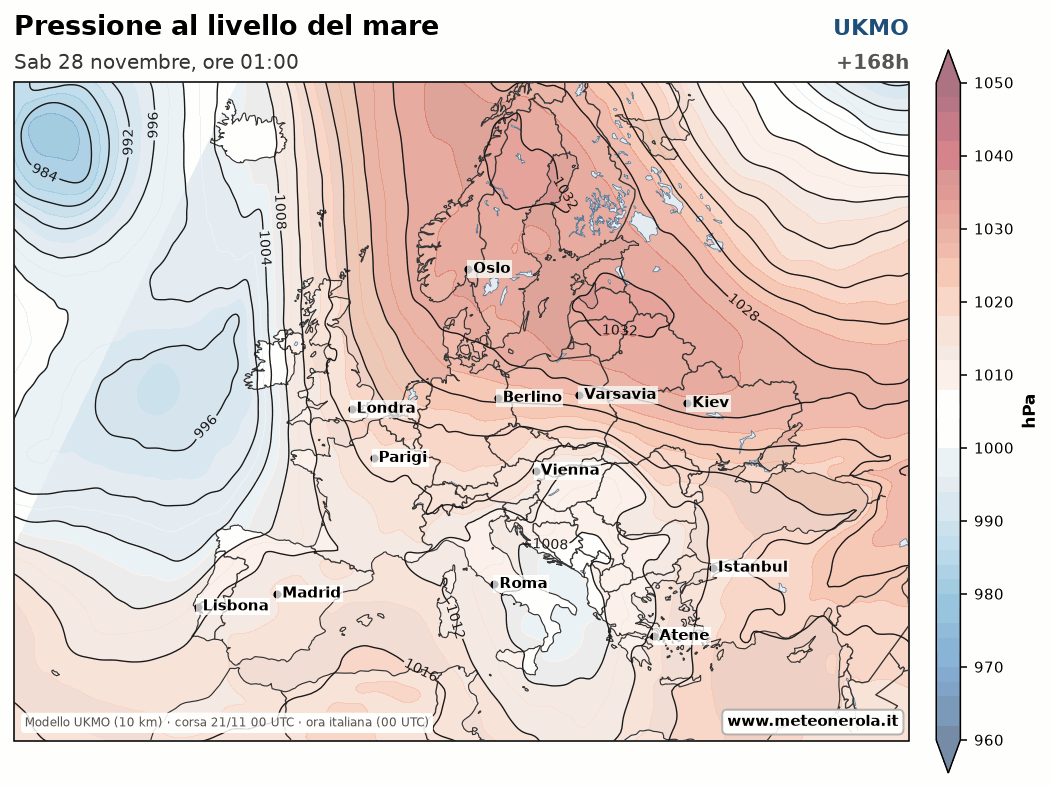 Pressione al livello del mare
UKMO
Sab 28 novembre, ore 01:00
+168h
1050
1040
1030
1020
1010
1000
990
980
970
960
hPa
984
992
996
1008
1004
1032
Oslo
1028
1032
996
Londra
Berlino
Varsavia
Kiev
Parigi
Vienna
1008
Istanbul
Roma
Madrid
Lisbona
1012
Atene
1016
Modello UKMO (10 km) · corsa 21/11 00 UTC · ora italiana (00 UTC)
www.meteonerola.it